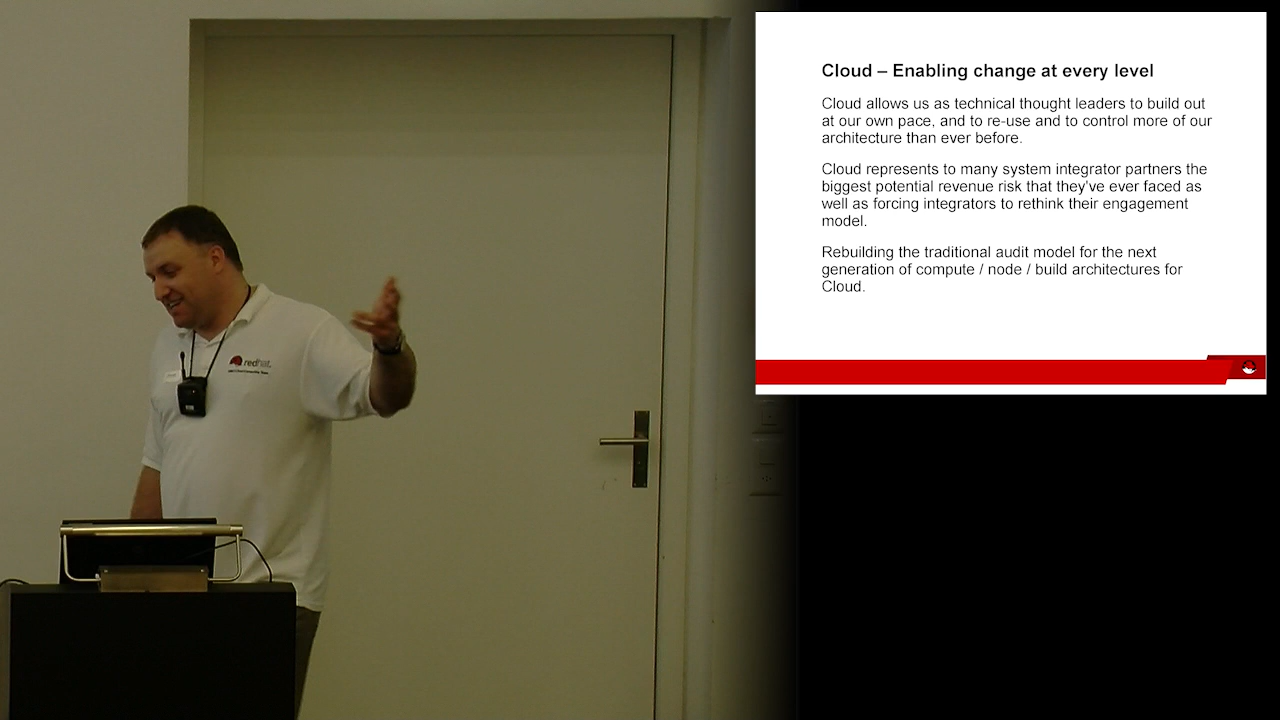 Cloud – Enabling change at every level
Cloud allows us as technical thought leaders to build out
at our own pace, and to re-use and to control more of our
architecture than ever before.
Cloud represents to many system integrator partners the
biggest potential revenue risk that they've ever faced as
well as forcing integrators to rethink their engagement
model.
Rebuilding the traditional audit model for the next
generation of compute / node / build architectures for
Cloud.
redhat.